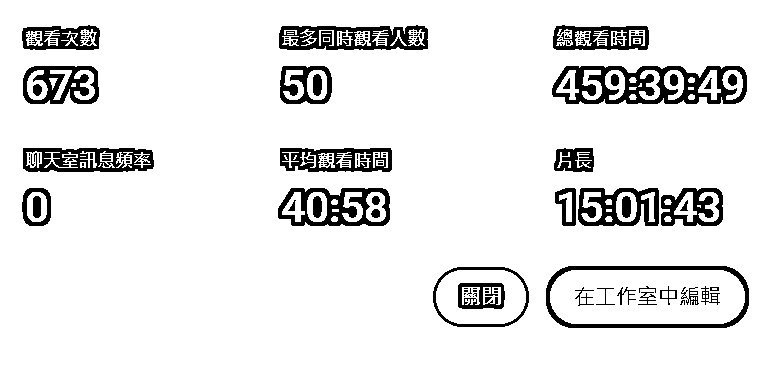 觀看次數
最多同時觀看人數
總觀看時間
673
50
459:39:49
聊天室訊息頻率
平均觀看時間
片長
0
40:58
15:01:43
關閉
在工作室中編輯